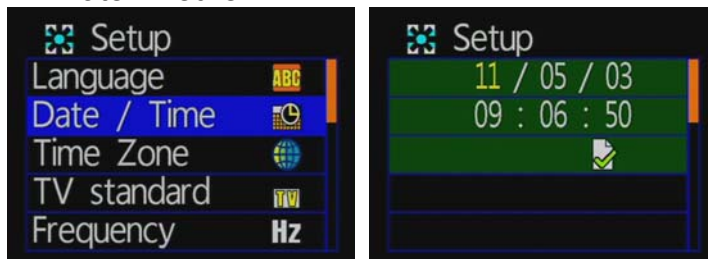 Setup
Language ABC
Date / Time
Time Zone
TV standard TV
Frequency Hz
Setup
11 / 05 / 03
09 : 06 : 50